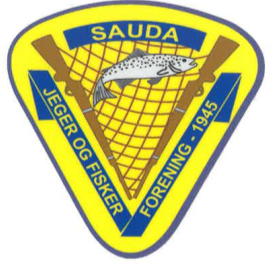 SAUDA
JEGER OG FISKER
FORENING - 1945